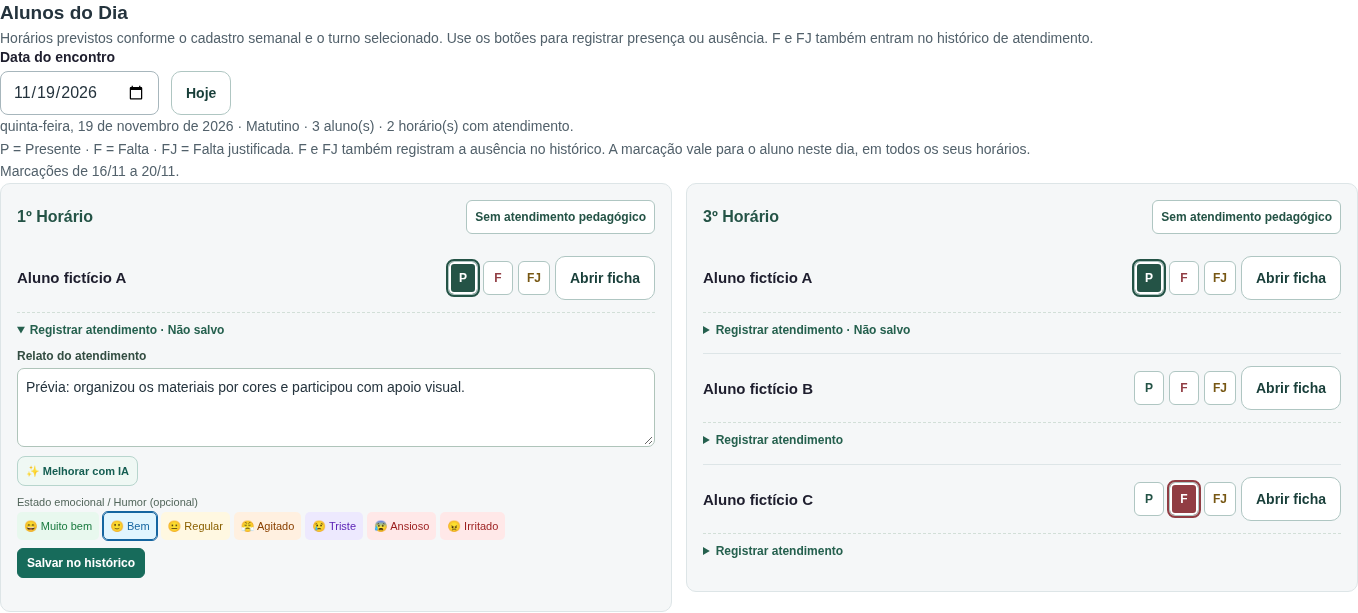 Alunos do Dia
Horários previstos conforme o cadastro semanal e o turno selecionado. Use os botões para registrar presença ou ausência. F e FJ também entram no histórico de atendimento.
Data do encontro
11/19/2026 Hoje
quinta-feira, 19 de novembro de 2026 · Matutino · 3 aluno(s) · 2 horário(s) com atendimento.
P = Presente · F = Falta · FJ = Falta justificada. F e FJ também registram a ausência no histórico. A marcação vale para o aluno neste dia, em todos os seus horários.
Marcações de 16/11 a 20/11.
1º Horário Sem atendimento pedagógico
Aluno fictício A P F FJ Abrir ficha
▼ Registrar atendimento · Não salvo
Relato do atendimento
Prévia: organizou os materiais por cores e participou com apoio visual.
✨ Melhorar com IA
Estado emocional / Humor (opcional)
😄 Muito bem 🙂 Bem 😐 Regular 😤 Agitado 😢 Triste 😰 Ansioso 😠 Irritado
Salvar no histórico
3º Horário Sem atendimento pedagógico
Aluno fictício A P F FJ Abrir ficha
▶ Registrar atendimento · Não salvo
Aluno fictício B P F FJ Abrir ficha
▶ Registrar atendimento
Aluno fictício C P F FJ Abrir ficha
▶ Registrar atendimento